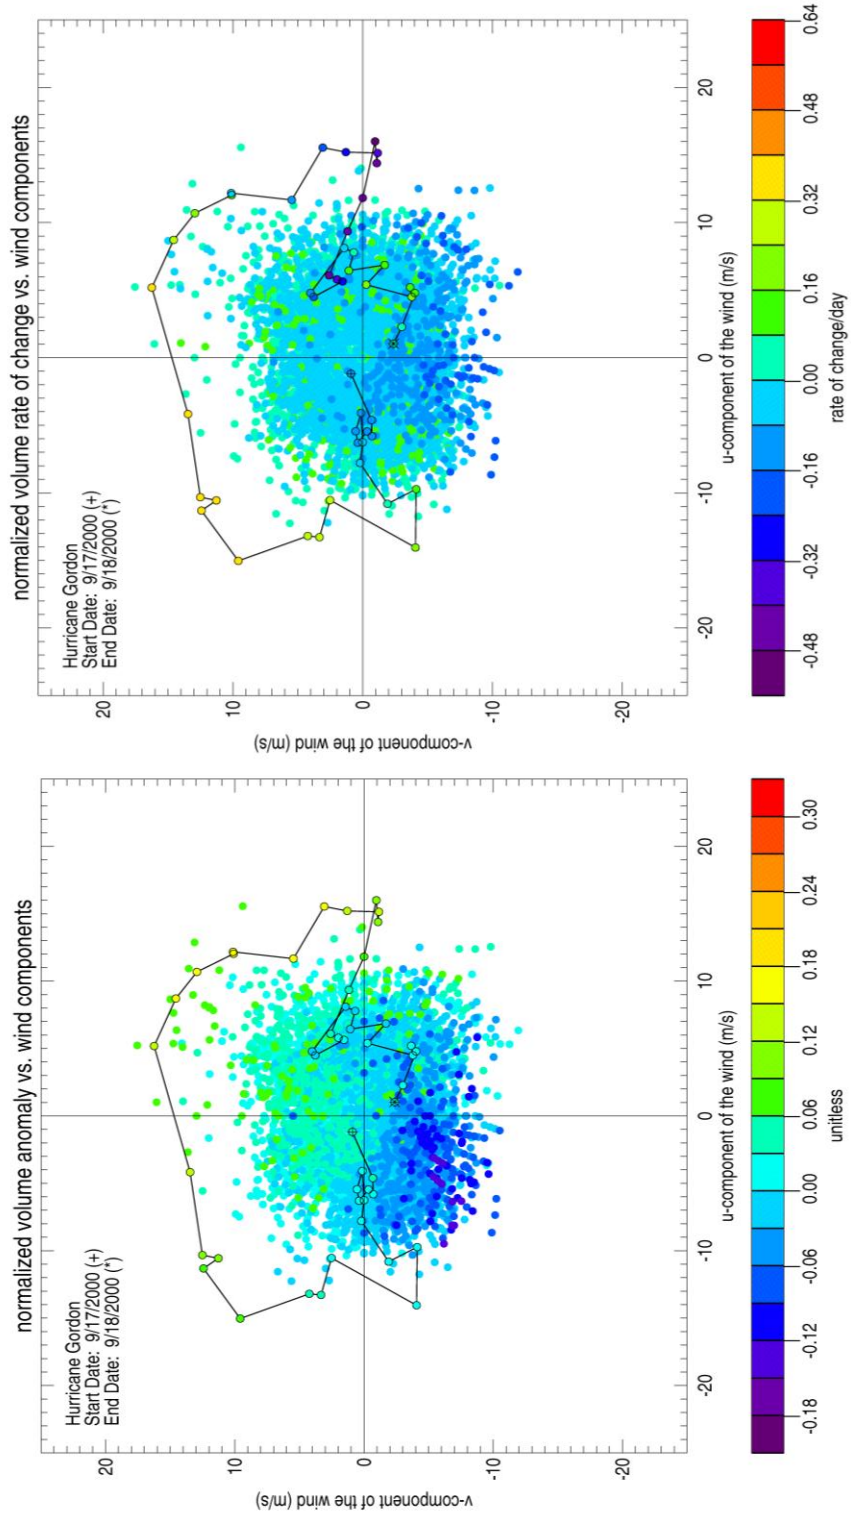 normalized volume anomaly vs. wind components
Hurricane Gordon
Start Date: 9/17/2000 (+)
End Date: 9/18/2000 (*)
v-component of the wind (m/s)
20
10
0
-10
-20
-20
-10
0
10
20
u-component of the wind (m/s)
-0.18
-0.12
-0.06
0.00
0.06
0.12
0.18
0.24
0.30
unitless
normalized volume rate of change vs. wind components
Hurricane Gordon
Start Date: 9/17/2000 (+)
End Date: 9/18/2000 (*)
v-component of the wind (m/s)
20
10
0
-10
-20
-20
-10
0
10
20
u-component of the wind (m/s)
-0.48
-0.32
-0.16
0.00
0.16
0.32
0.48
0.64
rate of change/day